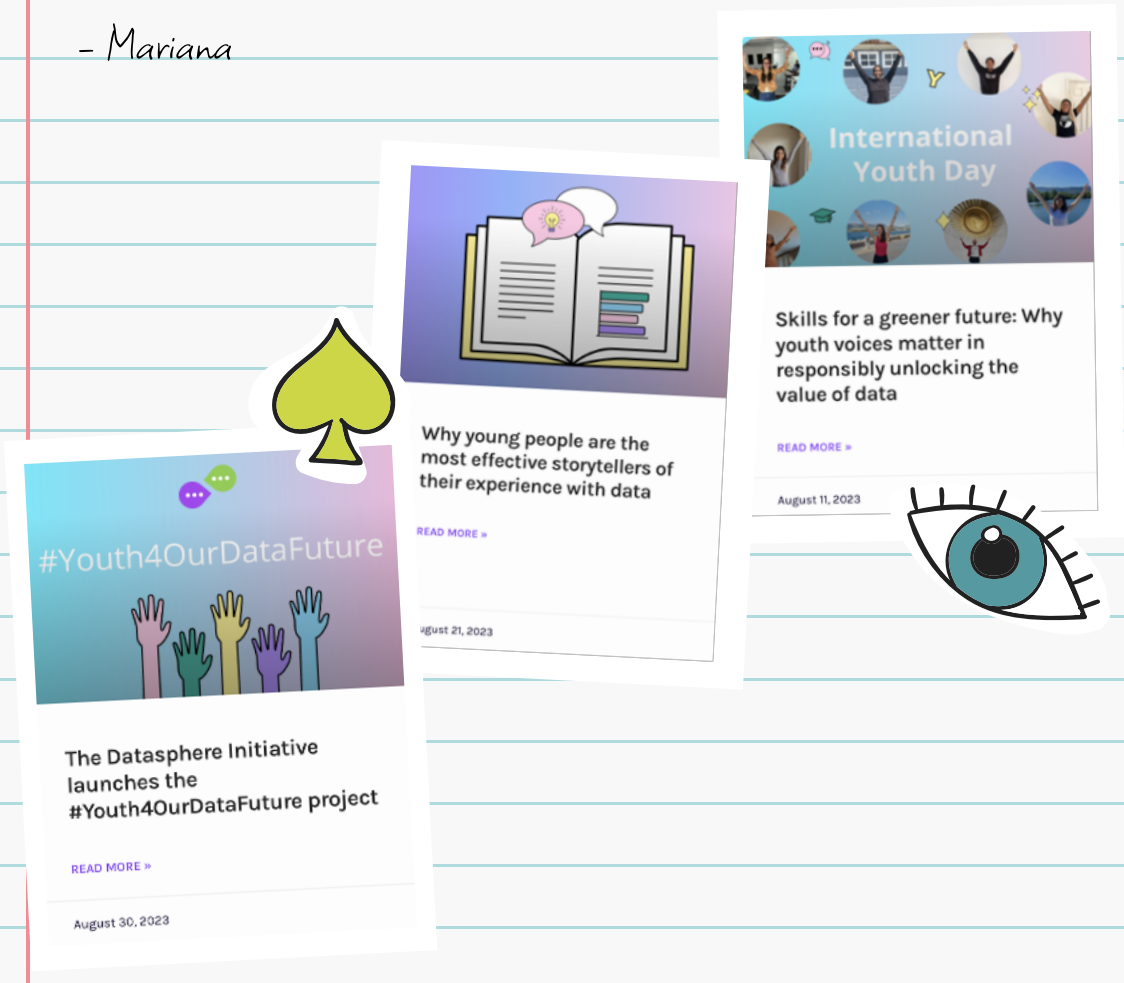 – Mariana
International
Youth Day
Y
Skills for a greener future: Why
youth voices matter in
responsibly unlocking the
value of data
READ MORE »
August 11, 2023
Why young people are the
most effective storytellers of
their experience with data
READ MORE »
ugust 21, 2023
#Youth4OurDataFuture
The Datasphere Initiative
launches the
#Youth4OurDataFuture project
READ MORE »
August 30, 2023